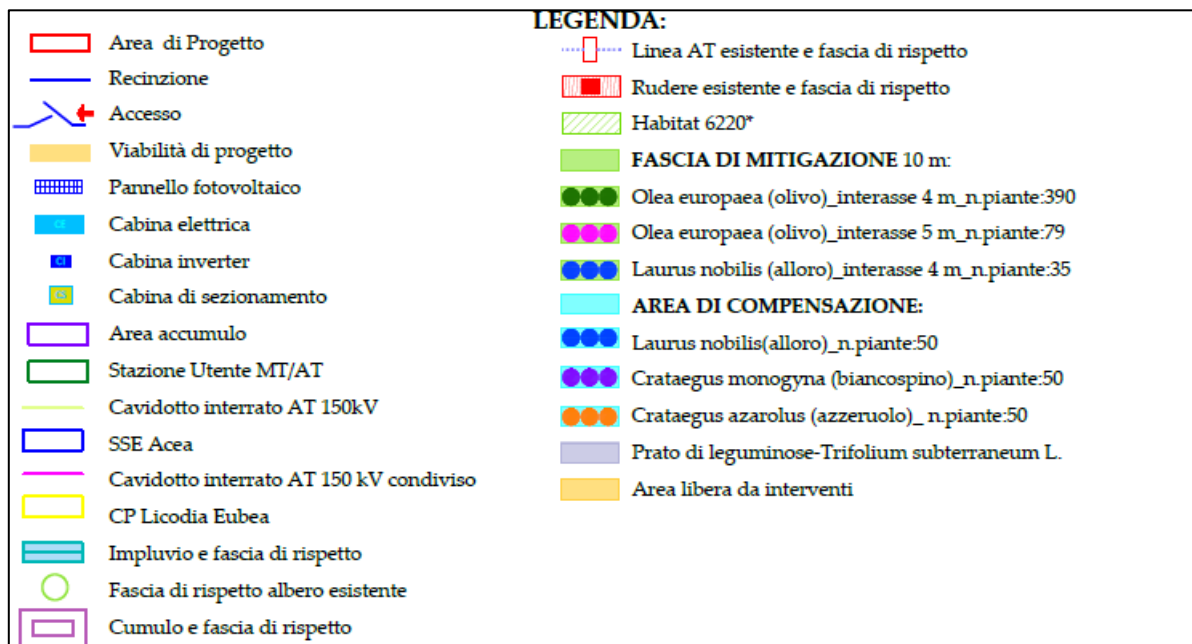 LEGENDA:
Area di Progetto
Recinzione
Accesso
Viabilità di progetto
Pannello fotovoltaico
CE
Cabina elettrica
CI
Cabina inverter
CS
Cabina di sezionamento
Area accumulo
Stazione Utente MT/AT
Cavidotto interrato AT 150kV
SSE Acea
Cavidotto interrato AT 150 kV condiviso
CP Licodia Eubea
Impluvio e fascia di rispetto
Fascia di rispetto albero esistente
Cumulo e fascia di rispetto
Linea AT esistente e fascia di rispetto
Rudere esistente e fascia di rispetto
Habitat 6220*
FASCIA DI MITIGAZIONE 10 m:
Olea europaea (olivo)_interasse 4 m_n.piante:390
Olea europaea (olivo)_interasse 5 m_n.piante:79
Laurus nobilis (alloro)_interasse 4 m_n.piante:35
AREA DI COMPENSAZIONE:
Laurus nobilis(alloro)_n.piante:50
Crataegus monogyna (biancospino)_n.piante:50
Crataegus azarolus (azzeruolo)_ n.piante:50
Prato di leguminose-Trifolium subterraneum L.
Area libera da interventi